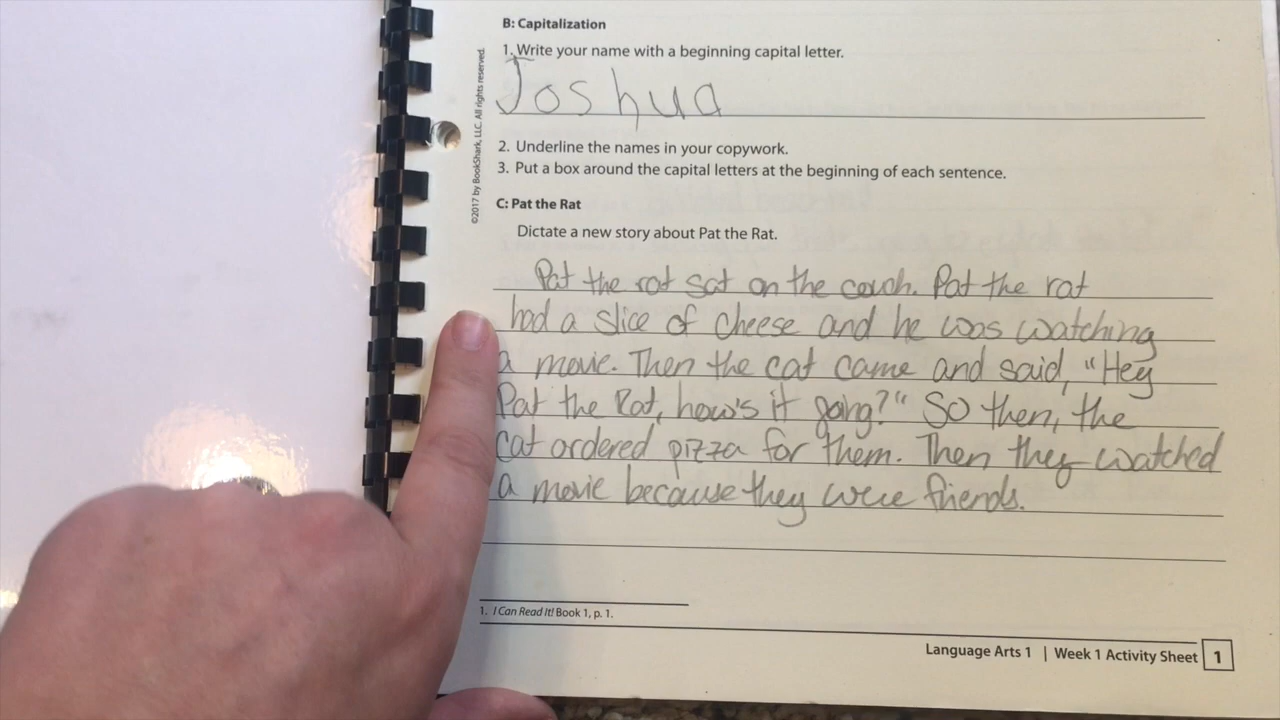 B: Capitalization
1. Write your name with a beginning capital letter.
Joshua
2. Underline the names in your copywork.
3. Put a box around the capital letters at the beginning of each sentence.
C: Pat the Rat
Dictate a new story about Pat the Rat.
Pat the rat sat on the couch. Pat the rat
had a slice of cheese and he was watching
a movie. Then the cat came and said, "Hey
Pat the Rat, how's it going?" So then, the
cat ordered pizza for them. Then they watched
a movie because they were friends.
1. I Can Read It! Book 1, p. 1.
Language Arts 1 | Week 1 Activity Sheet 1
©2017 by BookShark, LLC. All rights reserved.